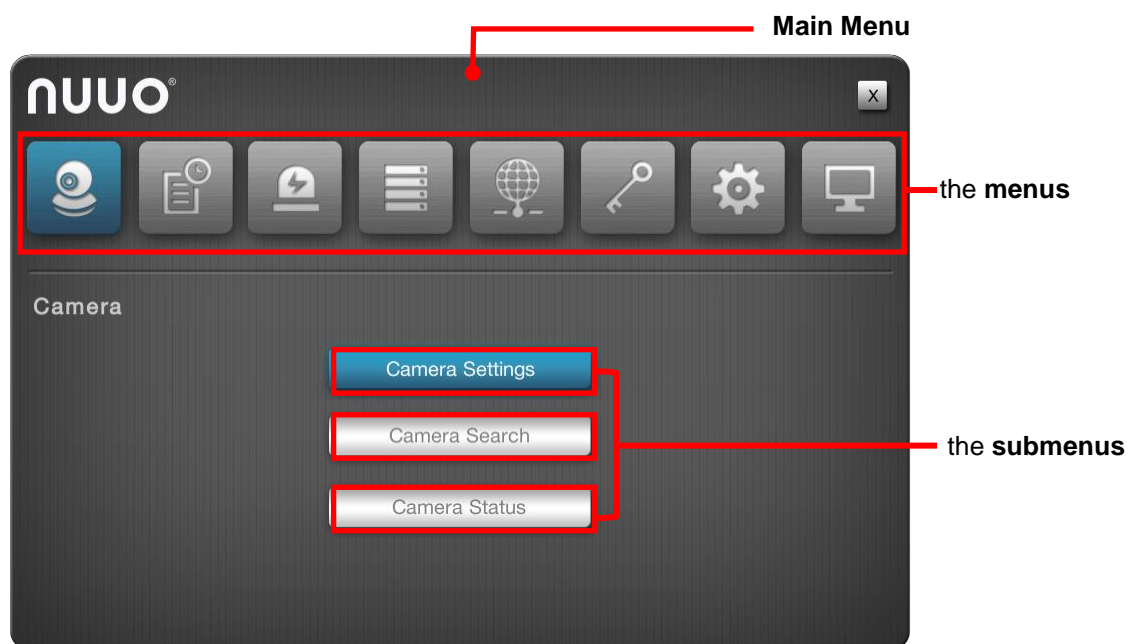 Main Menu
nuuo®
X
the menus
Camera
Camera Settings
Camera Search
the submenus
Camera Status